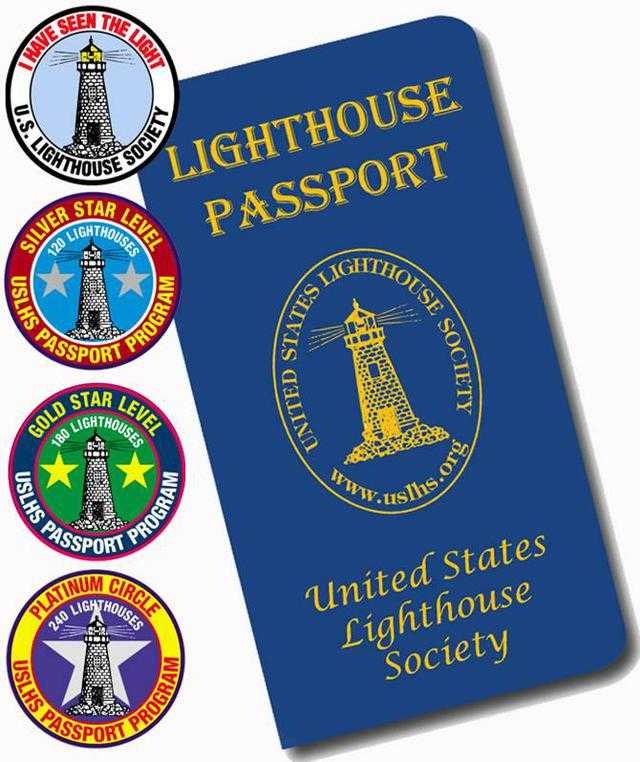 I HAVE SEEN THE LIGHT
U.S. LIGHTHOUSE SOCIETY
SILVER STAR LEVEL
120 LIGHTHOUSES
USLHS PASSPORT PROGRAM
GOLD STAR LEVEL
180 LIGHTHOUSES
USLHS PASSPORT PROGRAM
PLATINUM CIRCLE
240 LIGHTHOUSES
USLHS PASSPORT PROGRAM
LIGHTHOUSE
PASSPORT
UNITED STATES LIGHTHOUSE SOCIETY
www.uslhs.org
United States
Lighthouse
Society